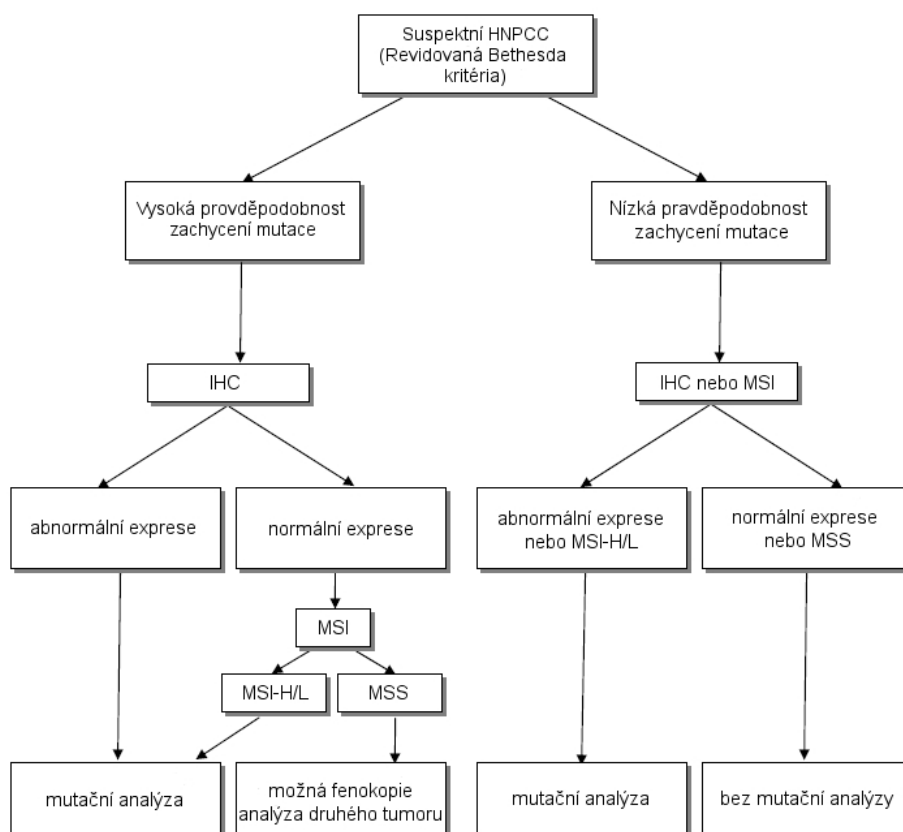 Suspektní HNPCC
(Revidovaná Bethesda
kritéria)
Vysoká provděpodobnost
zachycení mutace
Nízká pravděpodobnost
zachycení mutace
IHC
IHC nebo MSI
abnormální exprese
normální exprese
abnormální exprese
nebo MSI-H/L
normální exprese
nebo MSS
MSI
MSI-H/L
MSS
mutační analýza
možná fenokopie
analýza druhého tumoru
mutační analýza
bez mutační analýzy